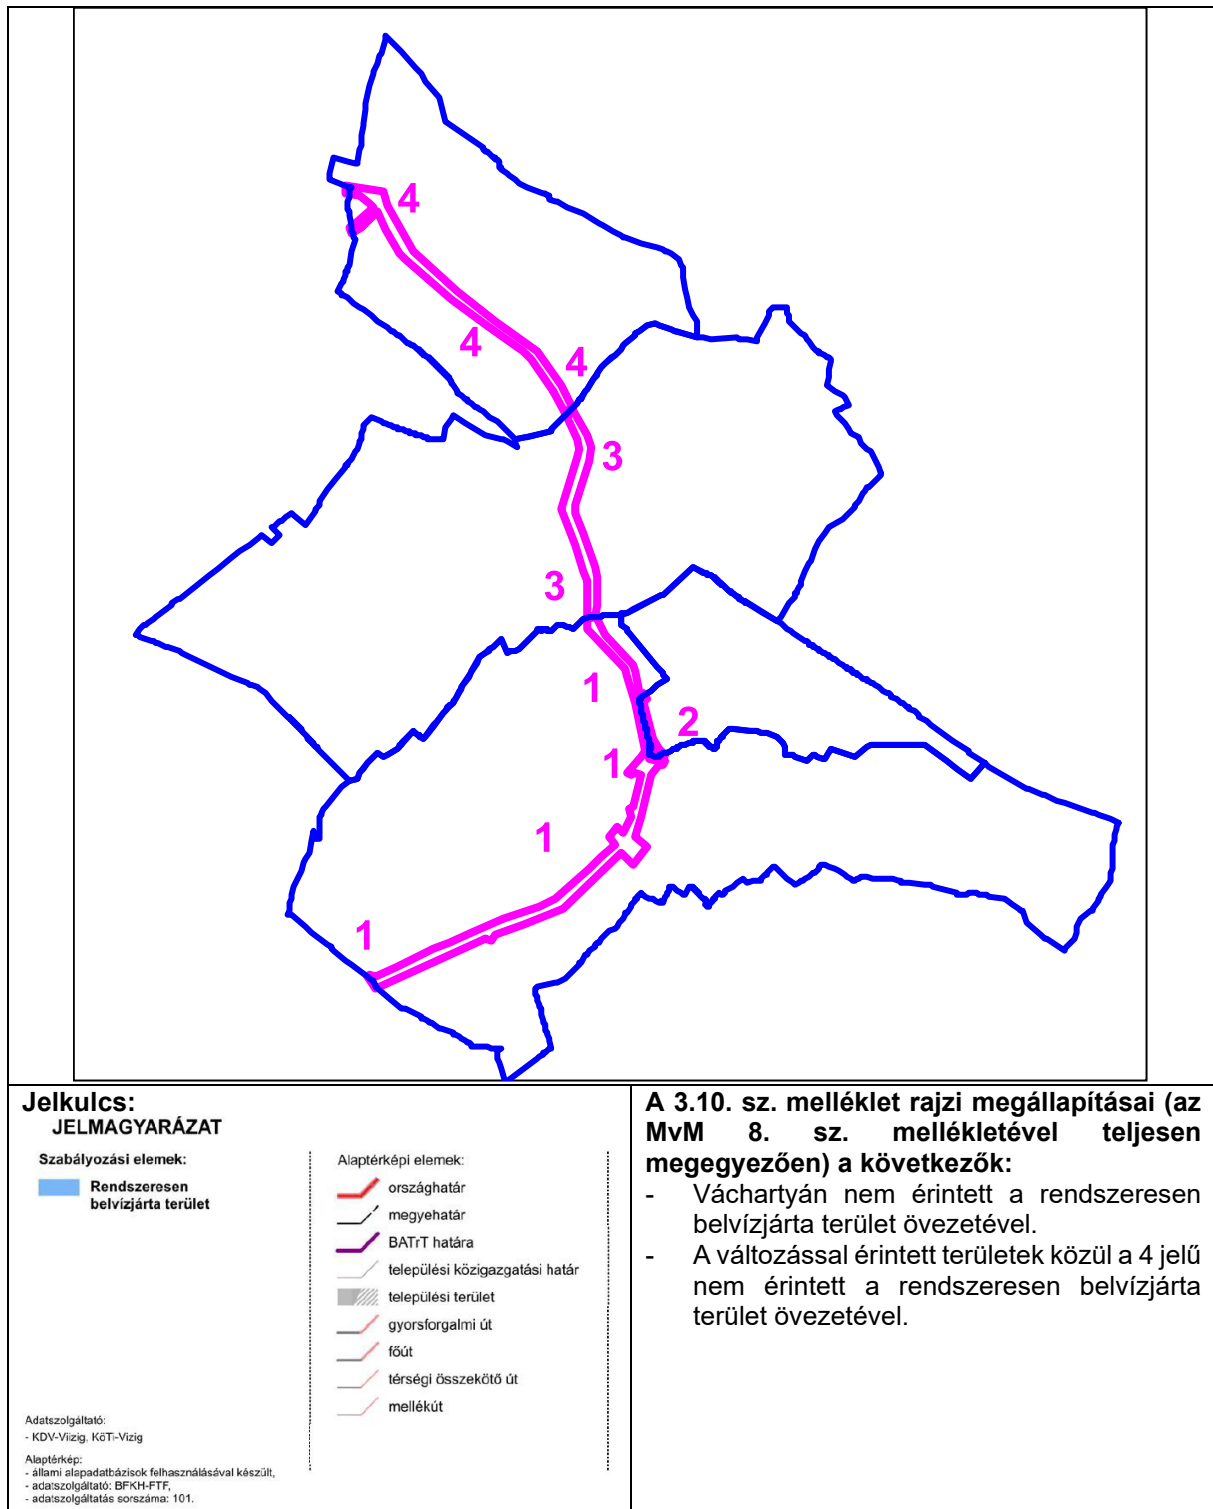 4
4
4
3
3
1
2
1
1
1
Jelkulcs:
JELMAGYARÁZAT
Szabályozási elemek:
Rendszeresen
belvízjárta terület
Alaptérképi elemek:
országhatár
megyehatár
BATrT határa
települési közigazgatási határ
települési terület
gyorsforgalmi út
főút
térségi összekötő út
mellékút
Adatszolgáltató:
- KDV-Viizig, KöTi-Vizig
Alaptérkép:
- állami alapadatbázisok felhasználásával készült,
- adatszolgáltató: BFKH-FTF,
- adatszolgáltatás sorszáma: 101.
A 3.10. sz. melléklet rajzi megállapításai (az
MvM 8. sz. mellékletével teljesen
megegyezően) a következők:
- Váchartyán nem érintett a rendszeresen
belvízjárta terület övezetével.
- A változással érintett területek közül a 4 jelű
nem érintett a rendszeresen belvízjárta
terület övezetével.